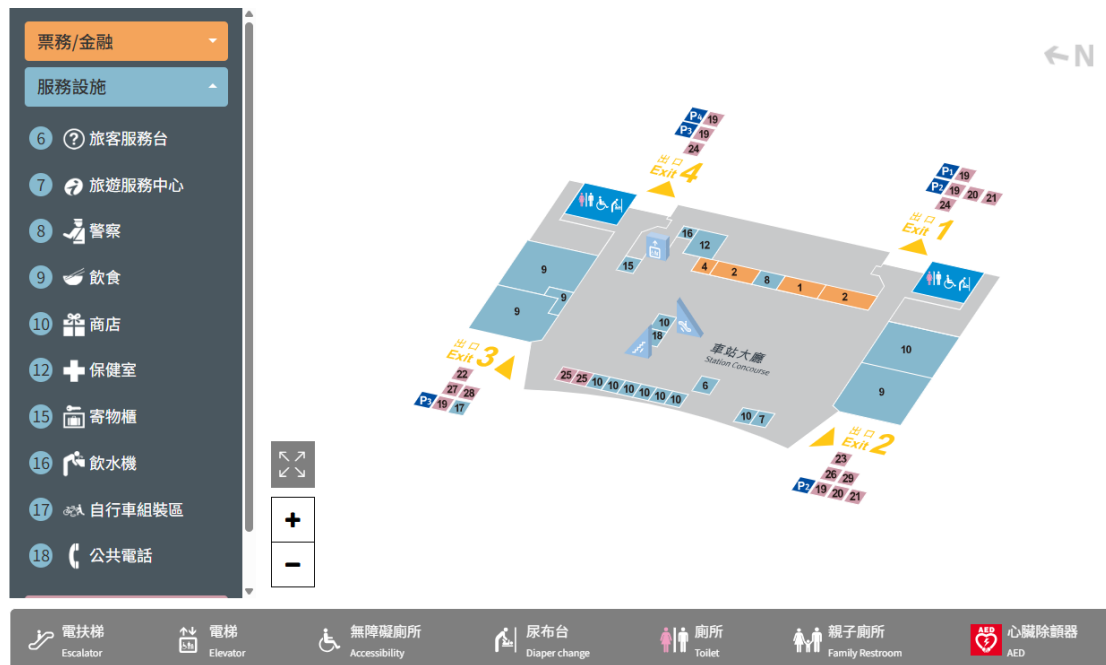 票務/金融
服務設施
6 旅客服務台
7 旅遊服務中心
8 警察
9 飲食
10 商店
12 保健室
15 寄物櫃
16 飲水機
17 自行車組裝區
18 公共電話
N
P4 19
P3 19
24
出口
Exit 4
P1 19
P2 19 20 21
24
出口
Exit 1
16
12
15
4 2 8 1 2
9
9
9
10
18
車站大廳
Station Concourse
10
9
出口
Exit 3
22
27 28
P3 19 17
25 25 10 10 10 10 10 10
6
10 7
出口
Exit 2
23
26 29
P2 19 20 21
+
−
電扶梯
Escalator
電梯
Elevator
無障礙廁所
Accessibility
尿布台
Diaper change
廁所
Toilet
親子廁所
Family Restroom
AED
心臟除顫器
AED